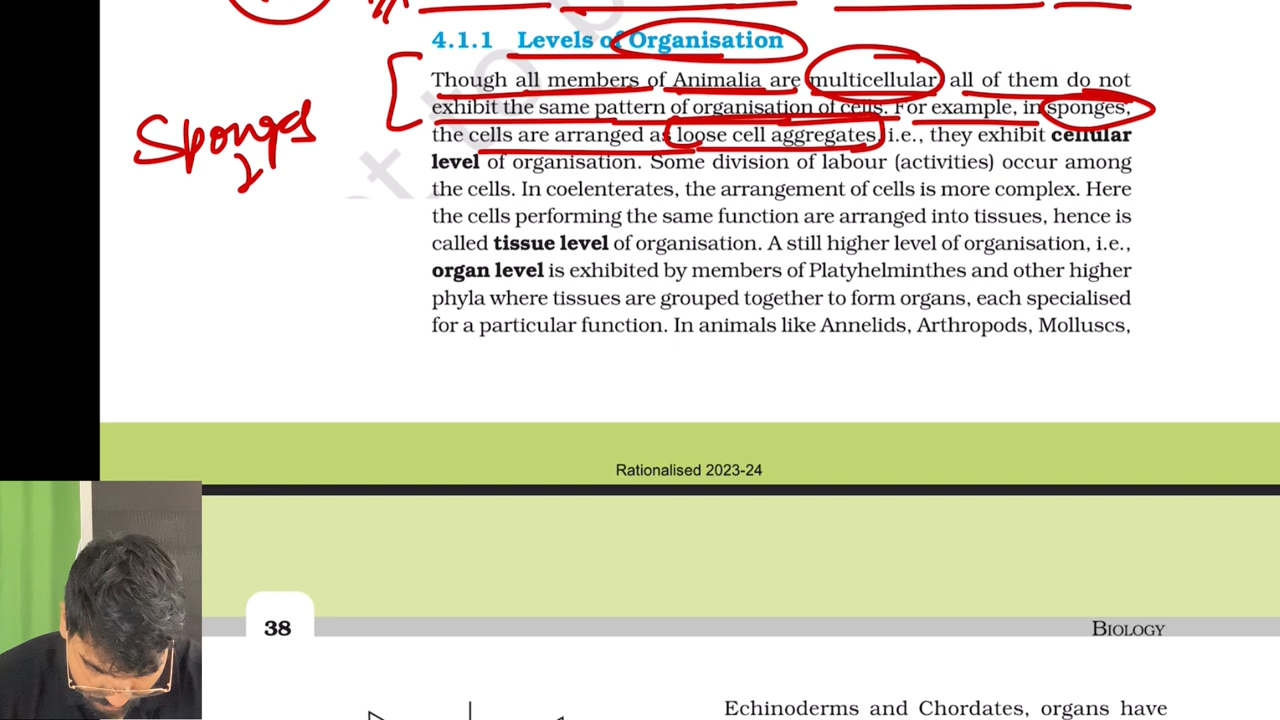 4.1.1 Levels of Organisation
Though all members of Animalia are multicellular, all of them do not
exhibit the same pattern of organisation of cells. For example, in sponges,
the cells are arranged as loose cell aggregates, i.e., they exhibit cellular
level of organisation. Some division of labour (activities) occur among
the cells. In coelenterates, the arrangement of cells is more complex. Here
the cells performing the same function are arranged into tissues, hence is
called tissue level of organisation. A still higher level of organisation, i.e.,
organ level is exhibited by members of Platyhelminthes and other higher
phyla where tissues are grouped together to form organs, each specialised
for a particular function. In animals like Annelids, Arthropods, Molluscs,
Sponges
Rationalised 2023-24
38
BIOLOGY
Echinoderms and Chordates, organs have